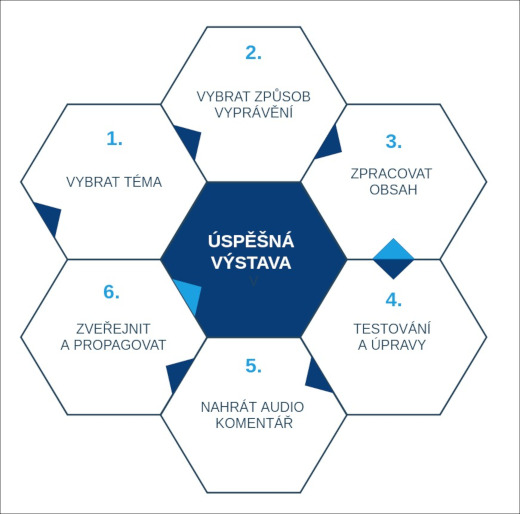 1.
VYBRAT TÉMA
2.
VYBRAT ZPŮSOB
VYPRÁVĚNÍ
3.
ZPRACOVAT
OBSAH
4.
TESTOVÁNÍ
A ÚPRAVY
5.
NAHRÁT AUDIO
KOMENTÁŘ
6.
ZVEŘEJNIT
A PROPAGOVAT
ÚSPĚŠNÁ
VÝSTAVA
V